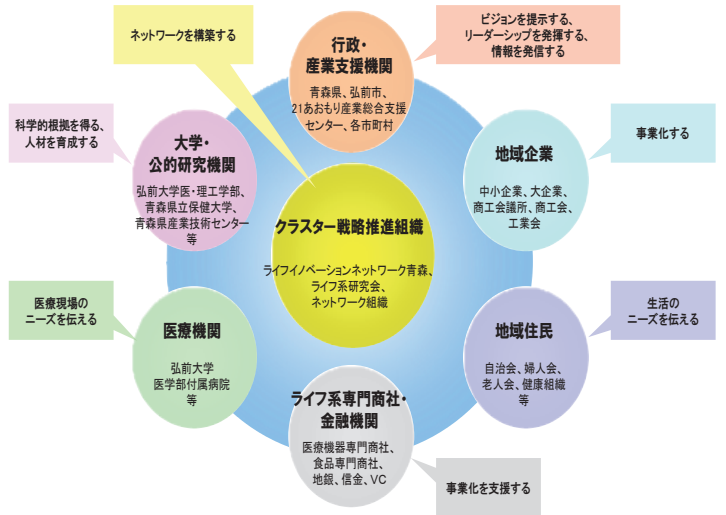 ネットワークを構築する
ビジョンを提示する、
リーダーシップを発揮する、
情報を発信する
行政・
産業支援機関
青森県、弘前市、
21あおもり産業総合支援
センター、各市町村
科学的根拠を得る、
人材を育成する
大学・
公的研究機関
弘前大学医・理工学部、
青森県立保健大学、
青森県産業技術センター
等
事業化する
地域企業
中小企業、大企業、
商工会議所、商工会、
工業会
クラスター戦略推進組織
ライフイノベーションネットワーク青森、
ライフ系研究会、
ネットワーク組織
医療現場の
ニーズを伝える
医療機関
弘前大学
医学部付属病院
等
生活の
ニーズを伝える
地域住民
自治会、婦人会、
老人会、健康組織
等
ライフ系専門商社・
金融機関
医療機器専門商社、
食品専門商社、
地銀、信金、VC
事業化を支援する